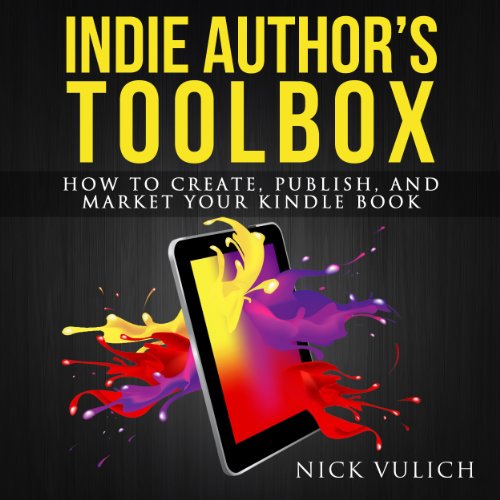 INDIE AUTHOR'S
TOOLBOX
HOW TO CREATE, PUBLISH, AND
MARKET YOUR KINDLE BOOK
NICK VULICH